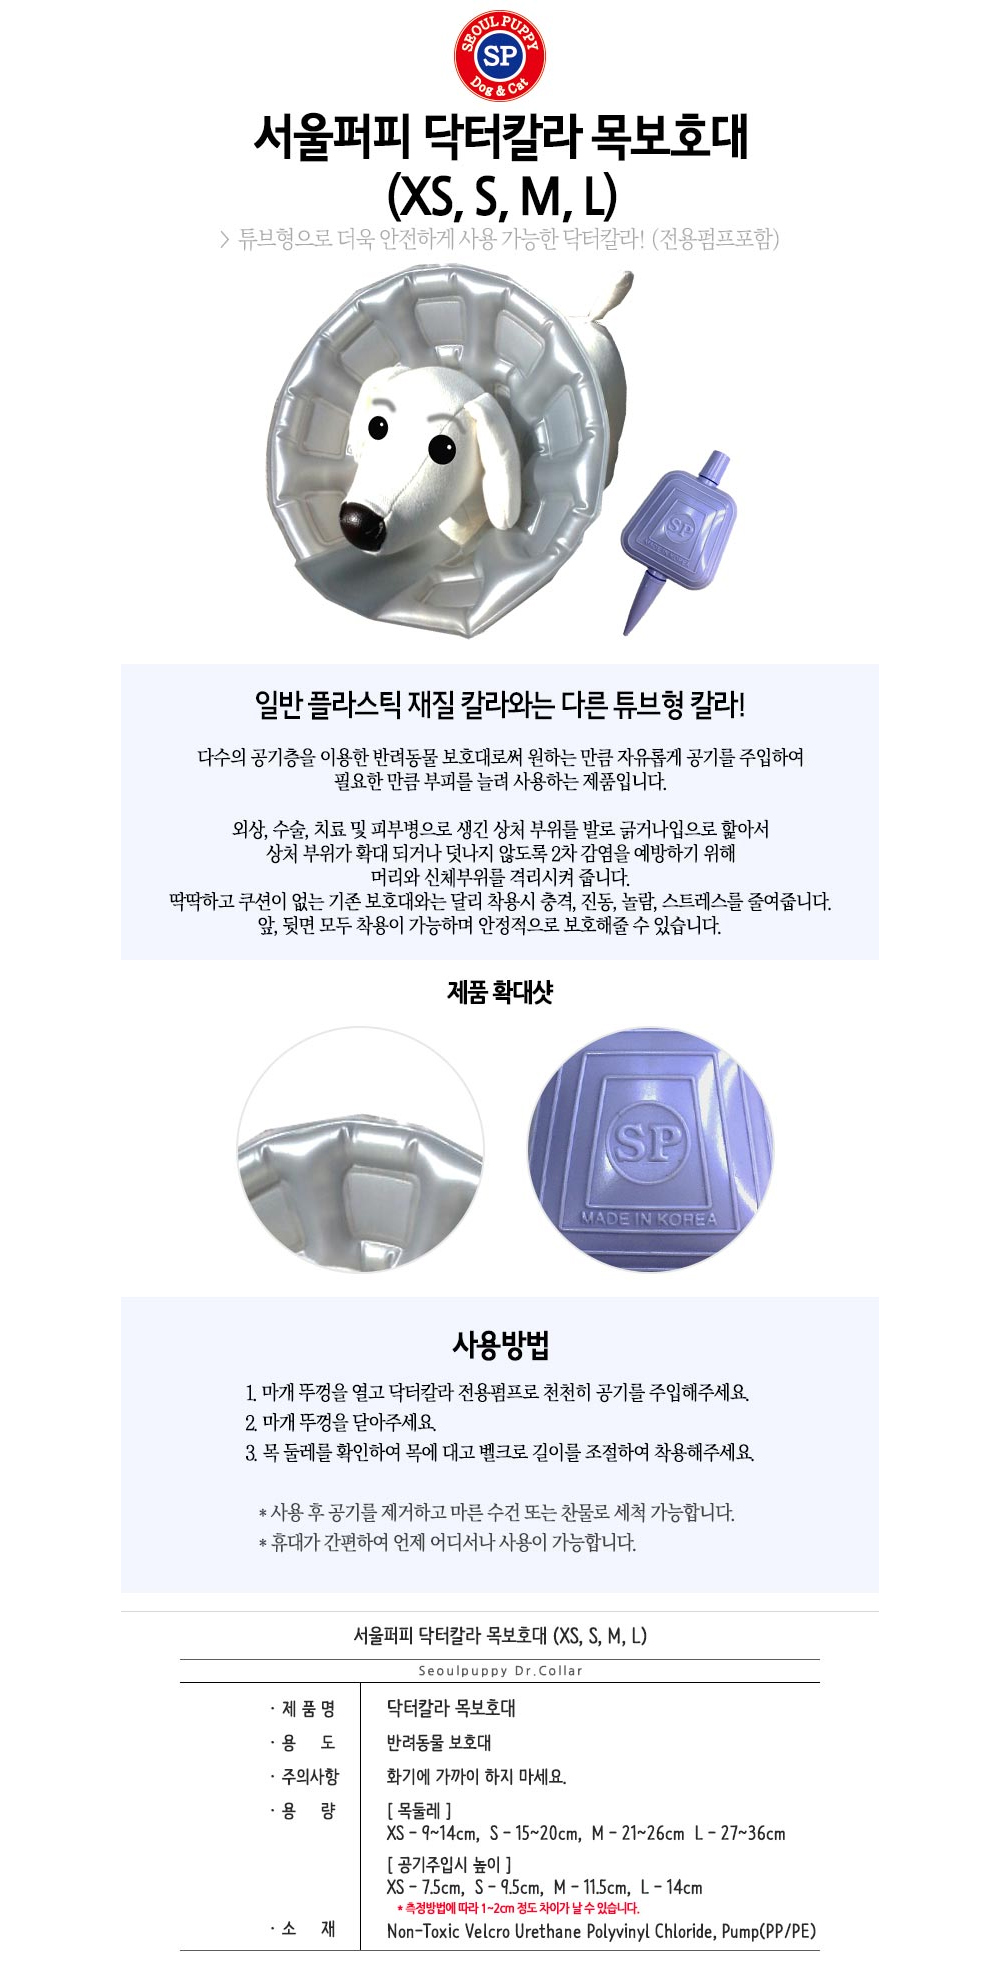 SEOUL PUPPY
SP
Dog & Cat
서울퍼피 닥터칼라 목보호대
(XS, S, M, L)
> 튜브형으로 더욱 안전하게 사용 가능한 닥터칼라! (전용펌프포함)
SP
MADE IN KOREA
일반 플라스틱 재질 칼라와는 다른 튜브형 칼라!
다수의 공기층을 이용한 반려동물 보호대로써 원하는 만큼 자유롭게 공기를 주입하여
필요한 만큼 부피를 늘려 사용하는 제품입니다.
외상, 수술, 치료 및 피부병으로 생긴 상처 부위를 발로 긁거나입으로 핥아서
상처 부위가 확대 되거나 덧나지 않도록 2차 감염을 예방하기 위해
머리와 신체부위를 격리시켜 줍니다.
딱딱하고 쿠션이 없는 기존 보호대와는 달리 착용시 충격, 진동, 놀람, 스트레스를 줄여줍니다.
앞, 뒷면 모두 착용이 가능하며 안정적으로 보호해줄 수 있습니다.
제품 확대샷
SP
MADE IN KOREA
사용방법
1. 마개 뚜껑을 열고 닥터칼라 전용펌프로 천천히 공기를 주입해주세요.
2. 마개 뚜껑을 닫아주세요.
3. 목 둘레를 확인하여 목에 대고 벨크로 길이를 조절하여 착용해주세요.
* 사용 후 공기를 제거하고 마른 수건 또는 찬물로 세척 가능합니다.
* 휴대가 간편하여 언제 어디서나 사용이 가능합니다.
서울퍼피 닥터칼라 목보호대 (XS, S, M, L)
Seoulpuppy Dr.Collar
· 제 품 명 닥터칼라 목보호대
· 용 도 반려동물 보호대
· 주의사항 화기에 가까이 하지 마세요.
· 용 량 [ 목둘레 ]
XS - 9~14cm, S - 15~20cm, M - 21~26cm L - 27~36cm
[ 공기주입시 높이 ]
XS - 7.5cm, S - 9.5cm, M - 11.5cm, L - 14cm
* 측정방법에 따라 1~2cm 정도 차이가 날 수 있습니다.
· 소 재 Non-Toxic Velcro Urethane Polyvinyl Chloride, Pump(PP/PE)